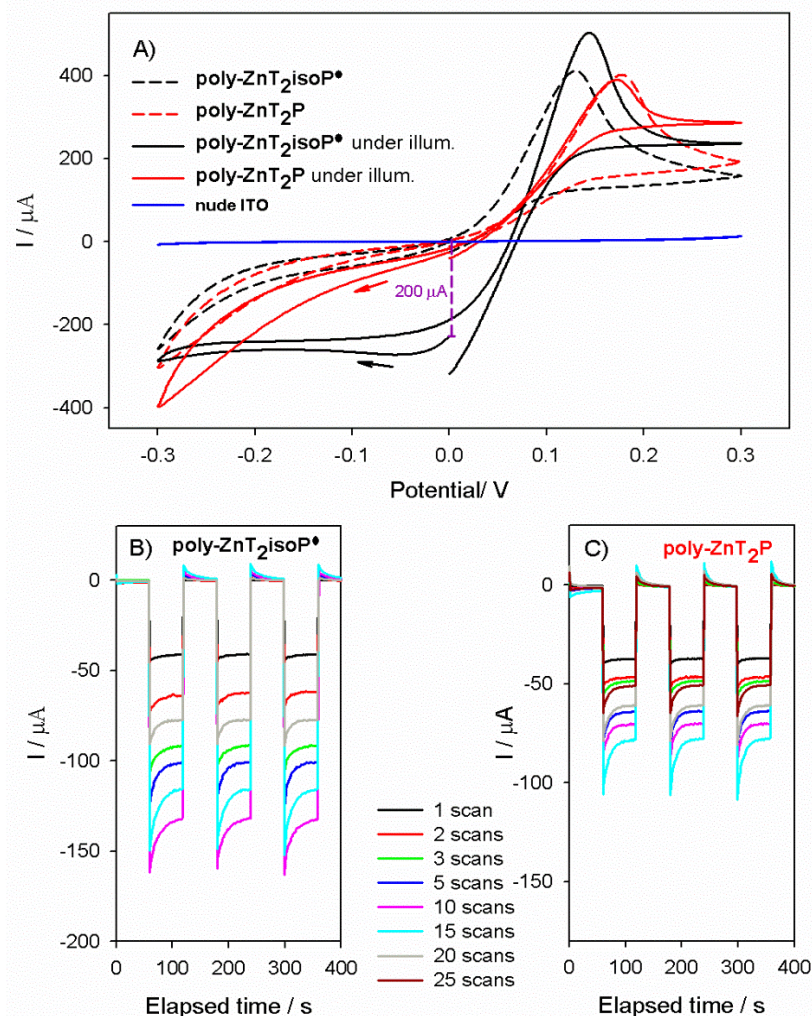 A)
poly-ZnT2isoP•
poly-ZnT2P
poly-ZnT2isoP• under illum.
poly-ZnT2P under illum.
nude ITO
200 µA
I / µA
400
200
0
-200
-400
-0.3 -0.2 -0.1 0.0 0.1 0.2 0.3
Potential/ V
B) poly-ZnT2isoP•
I / µA
0
-50
-100
-150
-200
0 100 200 300 400
Elapsed time / s
1 scan
2 scans
3 scans
5 scans
10 scans
15 scans
20 scans
25 scans
C) poly-ZnT2P
I / µA
0
-50
-100
-150
0 100 200 300 400
Elapsed time / s